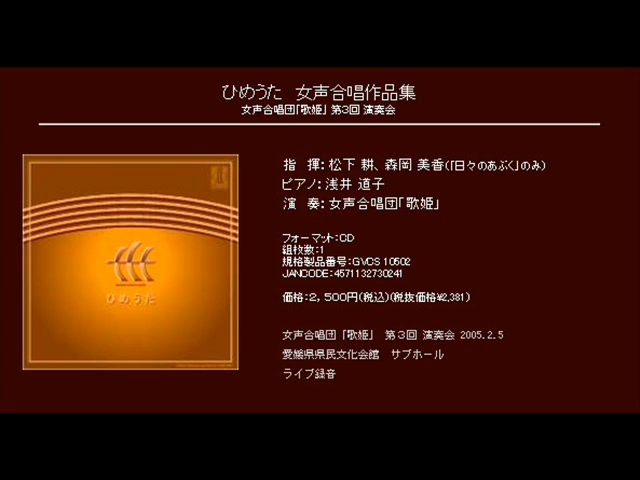 ひめうた　女声合唱作品集
女声合唱団「歌姫」 第3回 演奏会
指　揮：松下 耕、森岡 美香（「日々のあぶく」のみ）
ピアノ：浅井 道子
演　奏：女声合唱団「歌姫」
フォーマット：CD
組枚数：1
規格製品番号：GVCS 10502
JANCODE：4571132730241
価格：２，５００円（税込）（税抜価格¥2,381）
女声合唱団 「歌姫」　第３回 演奏会 2005.2.5
愛媛県県民文化会館　サブホール
ライブ録音
ひめうた